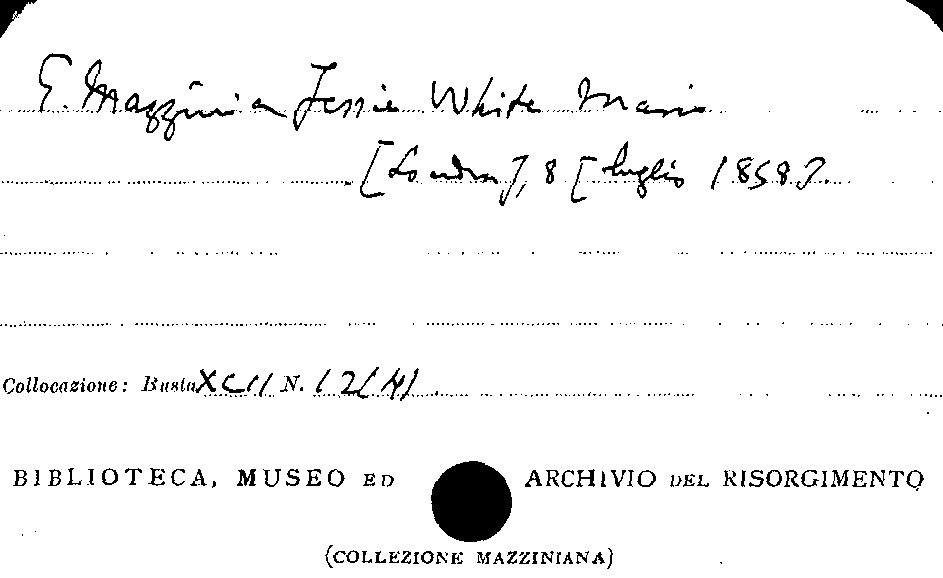 G. Mazzini a Jessie White Mario
[Londra], 8 [luglio 1858].
Collocazione: Busta XCII N. 12(4).
BIBLIOTECA, MUSEO ED ARCHIVIO DEL RISORGIMENTO
(COLLEZIONE MAZZINIANA)